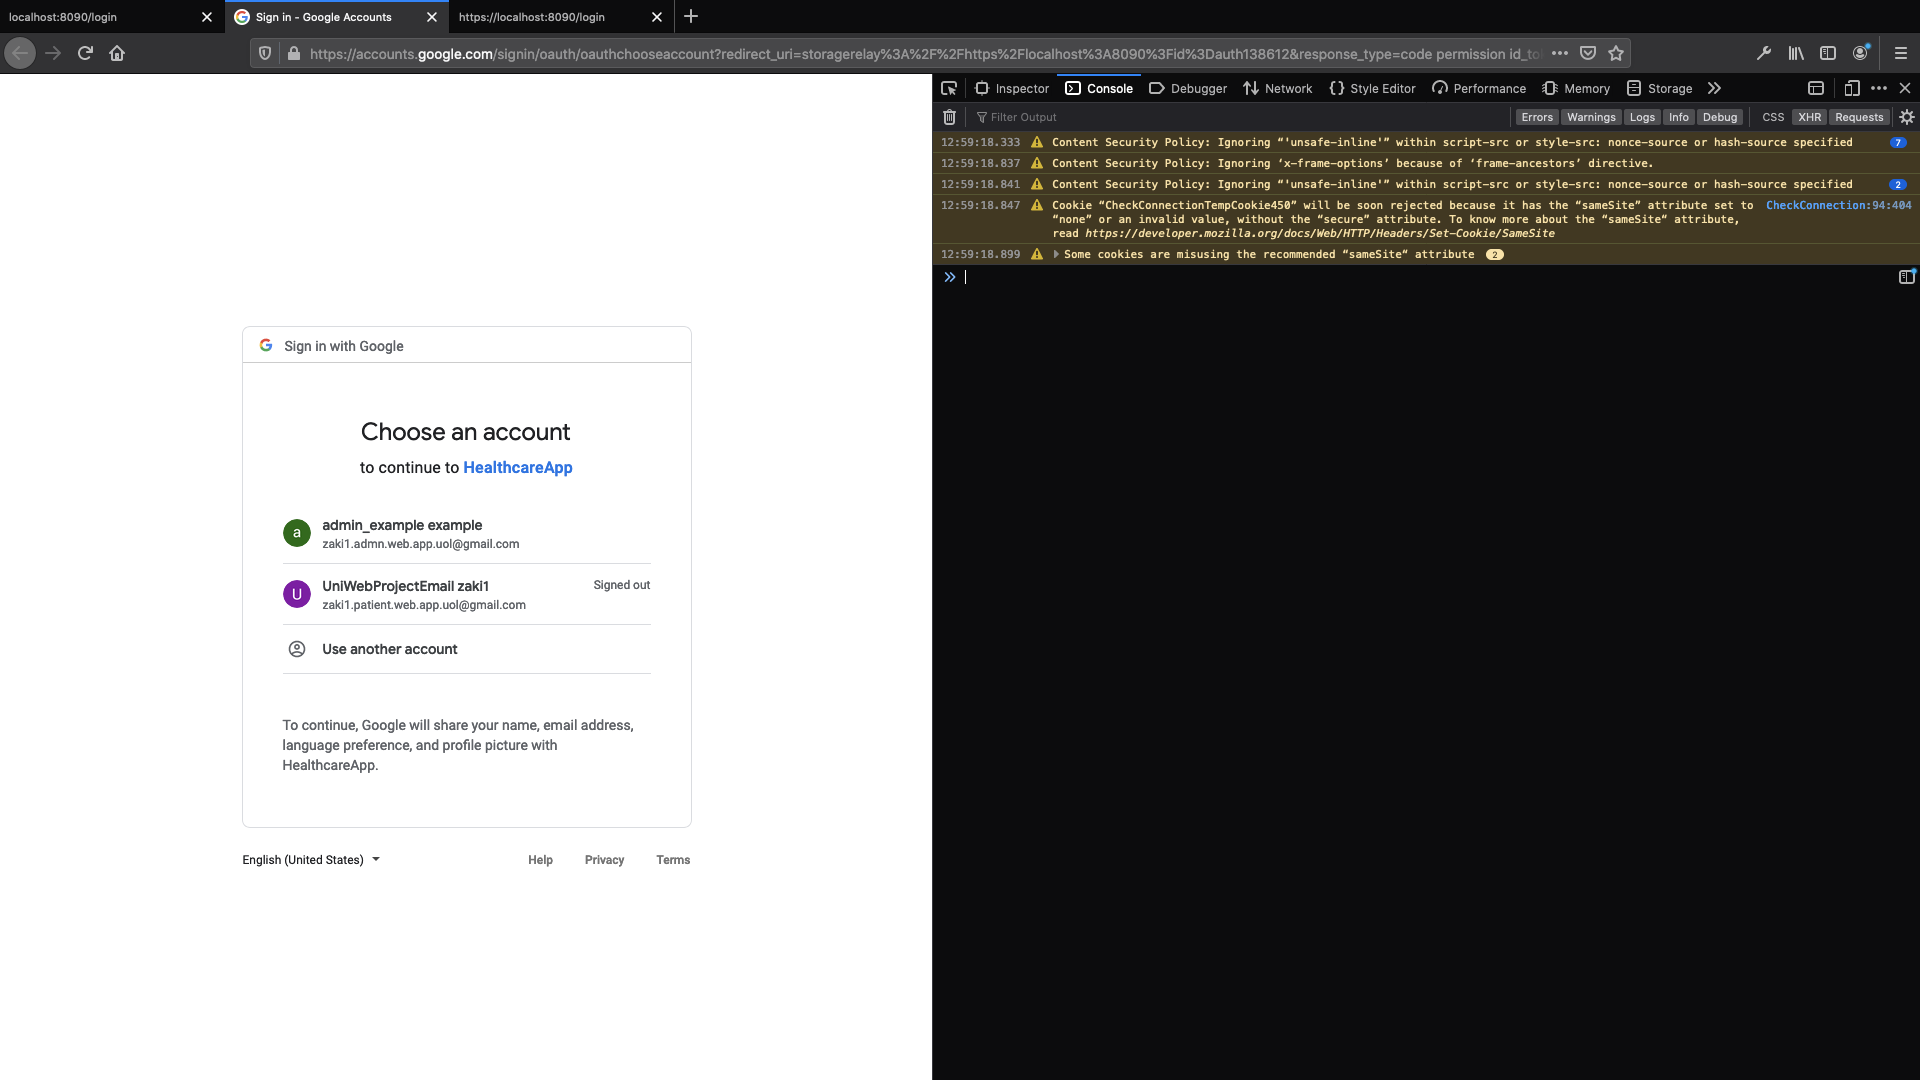 localhost:8090/login
Sign in - Google Accounts
https://localhost:8090/login
https://accounts.google.com/signin/oauth/oauthchooseaccount?redirect_uri=storagerelay%3A%2F%2Fhttps%2Flocalhost%3A8090%3Fid%3Dauth138612&response_type=code permission id_to
Inspector
Console
Debugger
Network
Style Editor
Performance
Memory
Storage
Filter Output
Errors
Warnings
Logs
Info
Debug
CSS
XHR
Requests
12:59:18.333 Content Security Policy: Ignoring “'unsafe-inline'” within script-src or style-src: nonce-source or hash-source specified 7
12:59:18.837 Content Security Policy: Ignoring ‘x-frame-options’ because of ‘frame-ancestors’ directive.
12:59:18.841 Content Security Policy: Ignoring “'unsafe-inline'” within script-src or style-src: nonce-source or hash-source specified 2
12:59:18.847 Cookie “CheckConnectionTempCookie450” will be soon rejected because it has the “sameSite” attribute set to CheckConnection:94:404
“none” or an invalid value, without the “secure” attribute. To know more about the “sameSite“ attribute,
read https://developer.mozilla.org/docs/Web/HTTP/Headers/Set-Cookie/SameSite
12:59:18.899 Some cookies are misusing the recommended “sameSite“ attribute 2
Sign in with Google
Choose an account
to continue to HealthcareApp
a
admin_example example
zaki1.admn.web.app.uol@gmail.com
U
UniWebProjectEmail zaki1
Signed out
zaki1.patient.web.app.uol@gmail.com
Use another account
To continue, Google will share your name, email address,
language preference, and profile picture with
HealthcareApp.
English (United States)
Help
Privacy
Terms